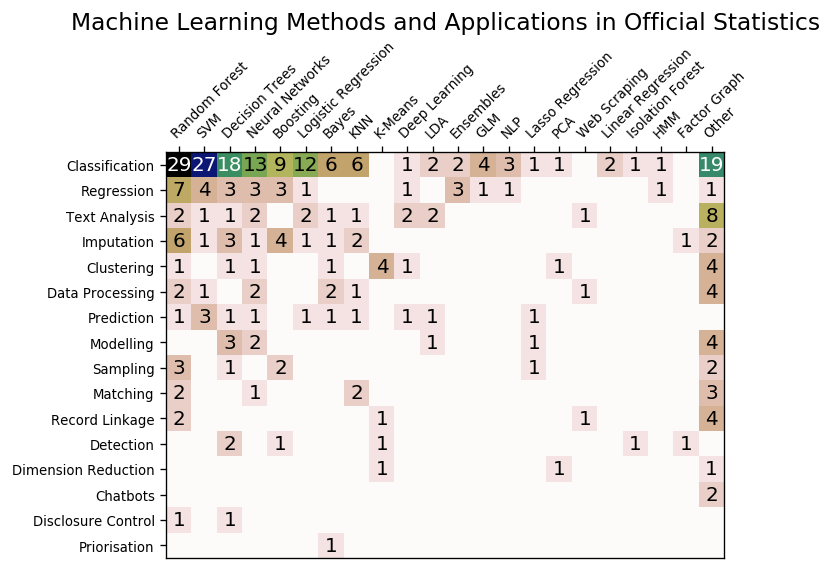 Machine Learning Methods and Applications in Official Statistics
Random Forest
SVM
Decision Trees
Neural Networks
Boosting
Logistic Regression
Bayes
KNN
K-Means
Deep Learning
LDA
Ensembles
GLM
NLP
Lasso Regression
PCA
Web Scraping
Linear Regression
Isolation Forest
HMM
Factor Graph
Other
Classification 29 27 18 13 9 12 6 6 1 2 2 4 3 1 1 2 1 1 19
Regression 7 4 3 3 3 1 1 3 1 1 1 1
Text Analysis 2 1 1 2 2 1 1 2 2 1 8
Imputation 6 1 3 1 4 1 1 2 1 2
Clustering 1 1 1 1 4 1 1 4
Data Processing 2 1 2 2 1 1 4
Prediction 1 3 1 1 1 1 1 1 1 1
Modelling 3 2 1 1 4
Sampling 3 1 2 1 2
Matching 2 1 2 3
Record Linkage 2 1 1 4
Detection 2 1 1 1 1
Dimension Reduction 1 1 1
Chatbots 2
Disclosure Control 1 1
Priorisation 1